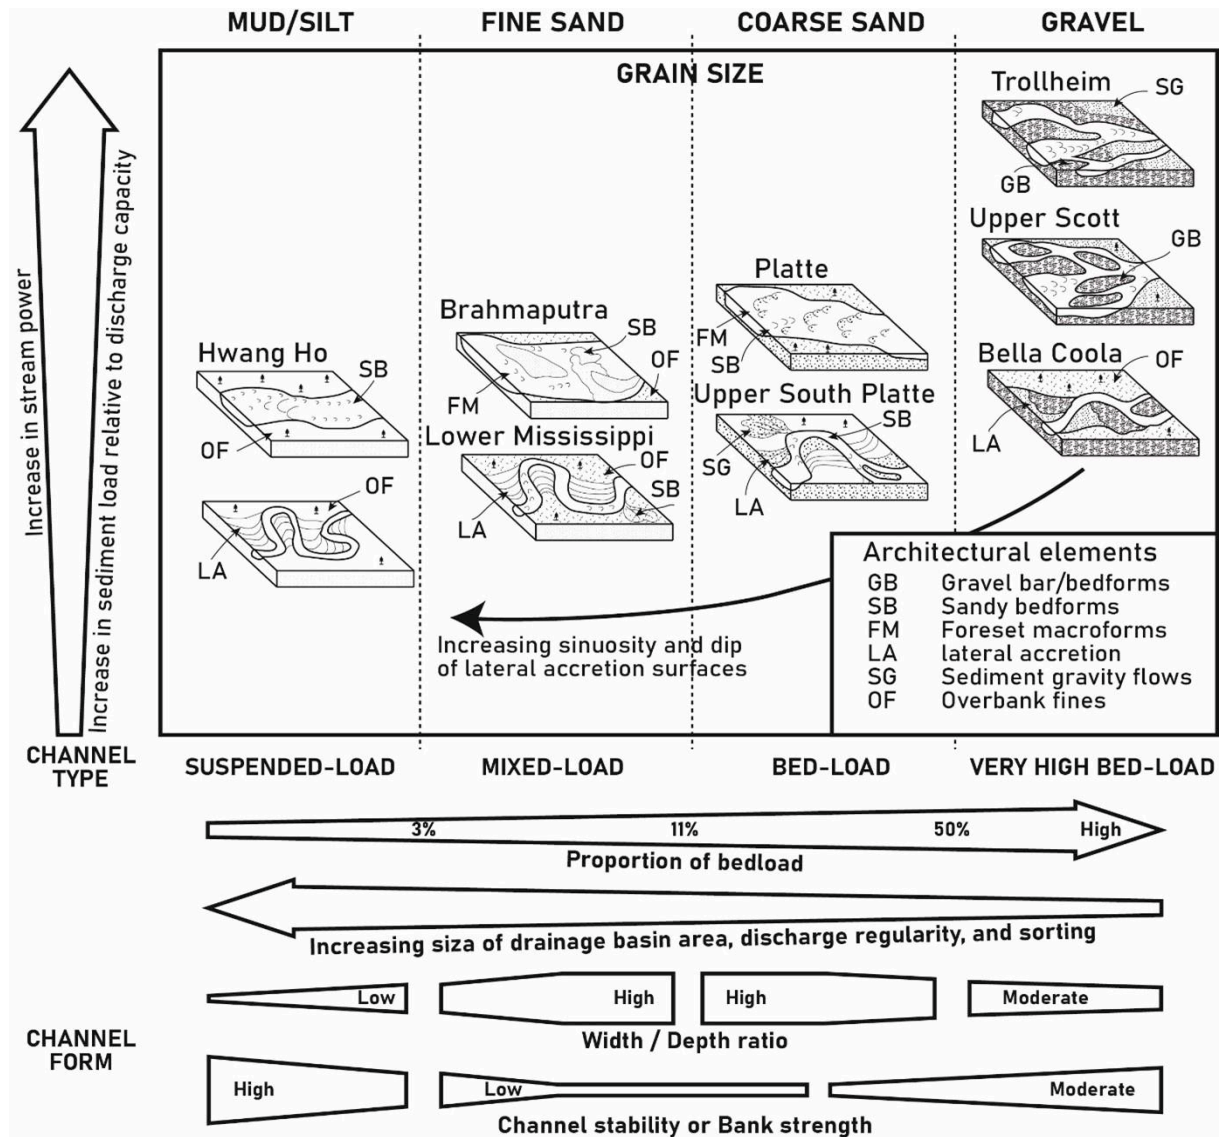 MUD/SILT
FINE SAND
COARSE SAND
GRAVEL
GRAIN SIZE
Increase in stream power
Increase in sediment load relative to discharge capacity
Trollheim
SG
GB
Upper Scott
GB
Platte
FM
SB
Brahmaputra
SB
OF
FM
Hwang Ho
SB
OF
Bella Coola
OF
LA
Upper South Platte
SB
SG
LA
Lower Mississippi
OF
SB
LA
OF
LA
Increasing sinuosity and dip
of lateral accretion surfaces
Architectural elements
GB Gravel bar/bedforms
SB Sandy bedforms
FM Foreset macroforms
LA lateral accretion
SG Sediment gravity flows
OF Overbank fines
CHANNEL
TYPE
SUSPENDED-LOAD
MIXED-LOAD
BED-LOAD
VERY HIGH BED-LOAD
3%
11%
50%
High
Proportion of bedload
Increasing siza of drainage basin area, discharge regularity, and sorting
CHANNEL
FORM
Low
High
High
Moderate
Width / Depth ratio
High
Low
Moderate
Channel stability or Bank strength